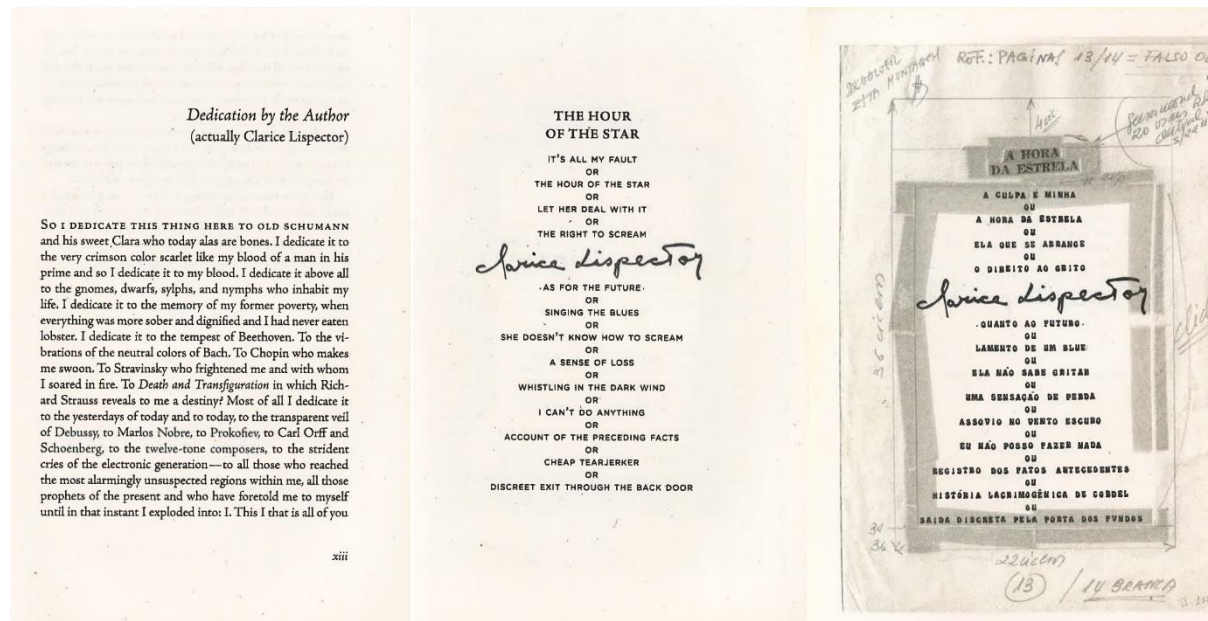 Dedication by the Author
(actually Clarice Lispector)
SO I DEDICATE THIS THING HERE TO OLD SCHUMANN
and his sweet Clara who today alas are bones. I dedicate it to
the very crimson color scarlet like my blood of a man in his
prime and so I dedicate it to my blood. I dedicate it above all
to the gnomes, dwarfs, sylphs, and nymphs who inhabit my
life. I dedicate it to the memory of my former poverty, when
everything was more sober and dignified and I had never eaten
lobster. I dedicate it to the tempest of Beethoven. To the vi-
brations of the neutral colors of Bach. To Chopin who makes
me swoon. To Stravinsky who frightened me and with whom
I soared in fire. To Death and Transfiguration in which Rich-
ard Strauss reveals to me a destiny? Most of all I dedicate it
to the yesterdays of today and to today, to the transparent veil
of Debussy, to Marlos Nobre, to Prokofiev, to Carl Orff and
Schoenberg, to the twelve-tone composers, to the strident
cries of the electronic generation—to all those who reached
the most alarmingly unsuspected regions within me, all those
prophets of the present and who have foretold me to myself
until in that instant I exploded into: I. This I that is all of you
xiii
THE HOUR
OF THE STAR
IT'S ALL MY FAULT
OR
THE HOUR OF THE STAR
OR
LET HER DEAL WITH IT
OR
THE RIGHT TO SCREAM
Clarice Lispector
.AS FOR THE FUTURE.
OR
SINGING THE BLUES
OR
SHE DOESN'T KNOW HOW TO SCREAM
OR
A SENSE OF LOSS
OR
WHISTLING IN THE DARK WIND
OR
I CAN'T DO ANYTHING
OR
ACCOUNT OF THE PRECEDING FACTS
OR
CHEAP TEARJERKER
OR
DISCREET EXIT THROUGH THE BACK DOOR
DEVOLVER
ESTA MONTAGEM
REF.: PAGINAS 13/14 = FALSO
A HORA
DA ESTRELA
A CULPA É MINHA
OU
A HORA DA ESTRELA
OU
ELA QUE SE ARRANGE
OU
O DIREITO AO GRITO
Clarice Lispector
.QUANTO AO FUTURO.
OU
LAMENTO DE UM BLUE
OU
ELA NÃO SABE GRITAR
OU
UMA SENSAÇÃO DE PERDA
OU
ASSOVIO NO VENTO ESCURO
OU
EU NÃO POSSO FAZER NADA
OU
REGISTRO DOS FATOS ANTECEDENTES
OU
HISTÓRIA LACRIMOGÊNICA DE CORDEL
OU
SAIDA DISCRETA PELA PORTA DOS FUNDOS
34
36
13 / 14 BRANCA